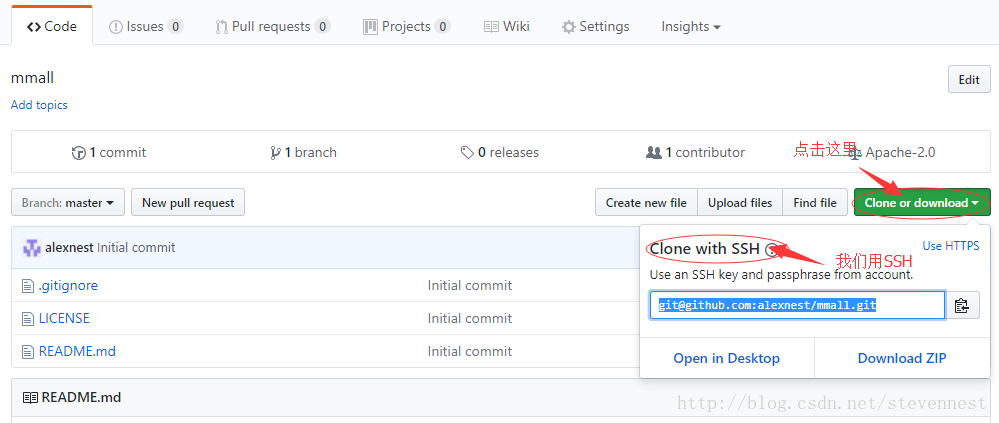 Code Issues 0 Pull requests 0 Projects 0 Wiki Settings Insights
mmall Edit
Add topics
1 commit 1 branch 0 releases 1 contributor Apache-2.0
点击这里
Branch: master New pull request Create new file Upload files Find file Clone or download
alexnest Initial commit
Clone with SSH ? Use HTTPS
我们用SSH
Use an SSH key and passphrase from account.
.gitignore Initial commit
git@github.com:alexnest/mmall.git
LICENSE Initial commit
README.md Initial commit
Open in Desktop Download ZIP
README.md
http://blog.csdn.net/stevennest